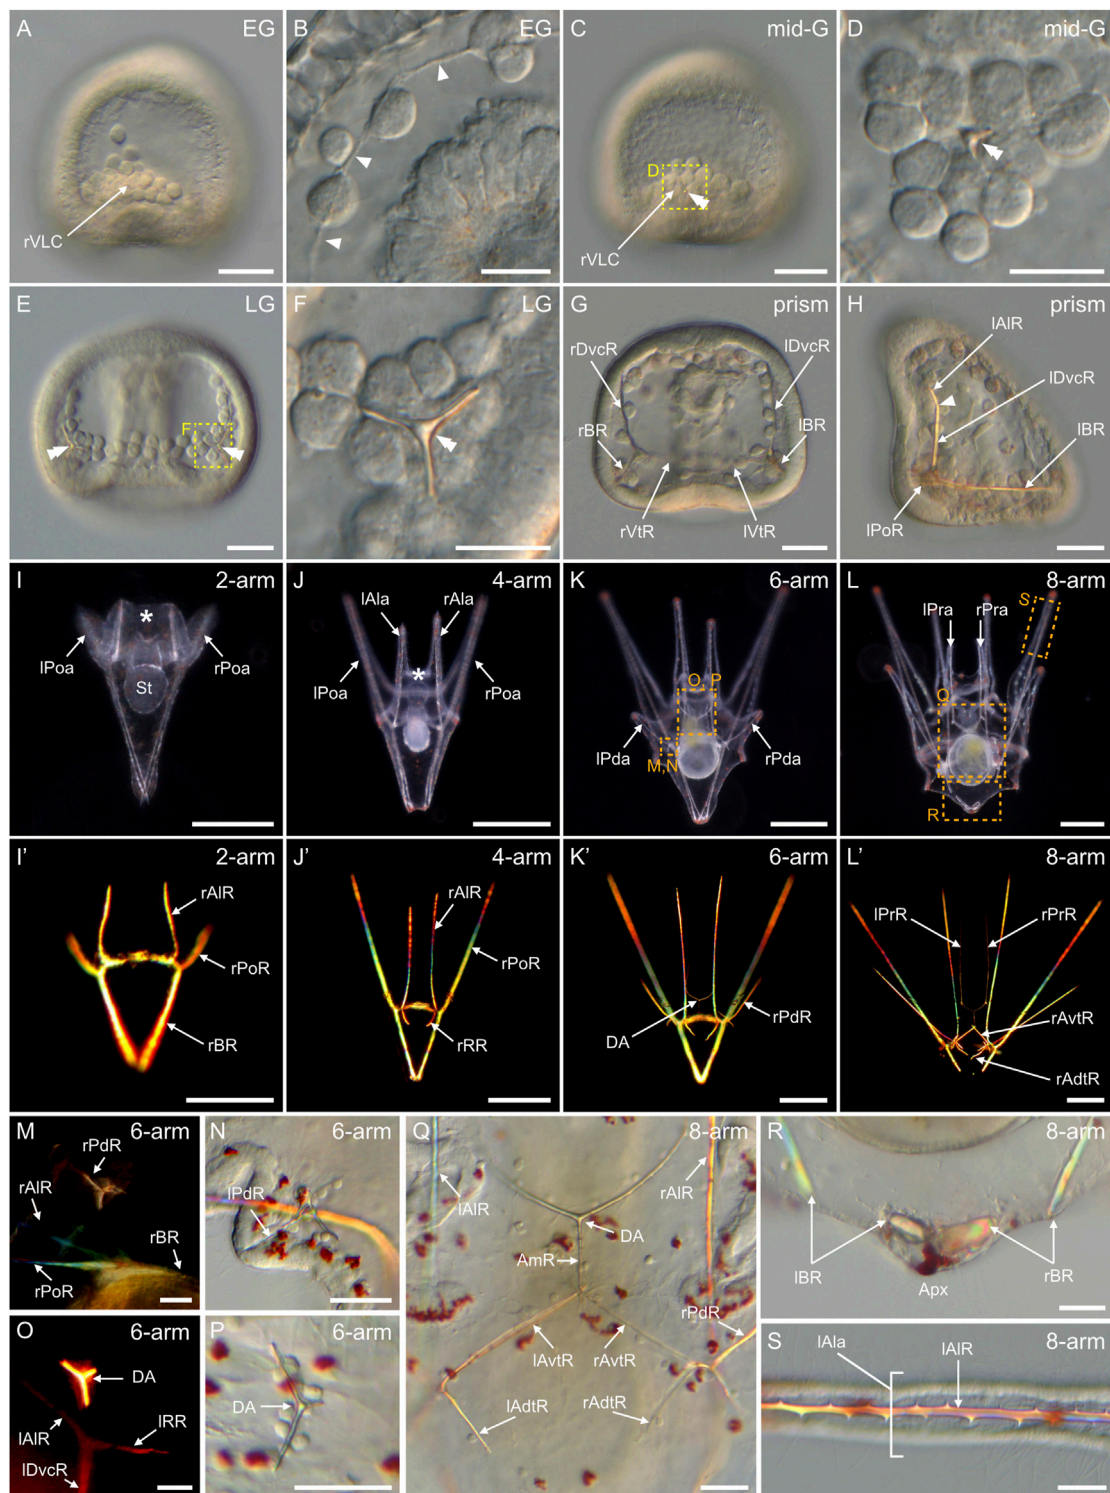 A EG
rVLC
B EG
C mid-G
D
rVLC
D mid-G
E LG
F
F LG
G prism
rDvcR lDvcR
rBR lBR
rVtR lVtR
H prism
lAlR
lDvcR
lBR
lPoR
I 2-arm
*
lPoa rPoa
St
J 4-arm
lAla rAla
*
lPoa rPoa
K 6-arm
O, P
lPda rPda
M,N
L 8-arm
lPra rPra
S
Q
R
I’ 2-arm
rAlR
rPoR
rBR
J’ 4-arm
rAlR
rPoR
rRR
K’ 6-arm
DA rPdR
L’ 8-arm
lPrR rPrR
rAvtR
rAdtR
M 6-arm
rPdR
rAlR
rBR
rPoR
N 6-arm
lPdR
O 6-arm
DA
lAlR lRR
lDvcR
P 6-arm
DA
Q 8-arm
lAlR rAlR
DA
AmR
rPdR
lAvtR rAvtR
lAdtR rAdtR
R 8-arm
lBR Apx rBR
S 8-arm
lAla lAlR